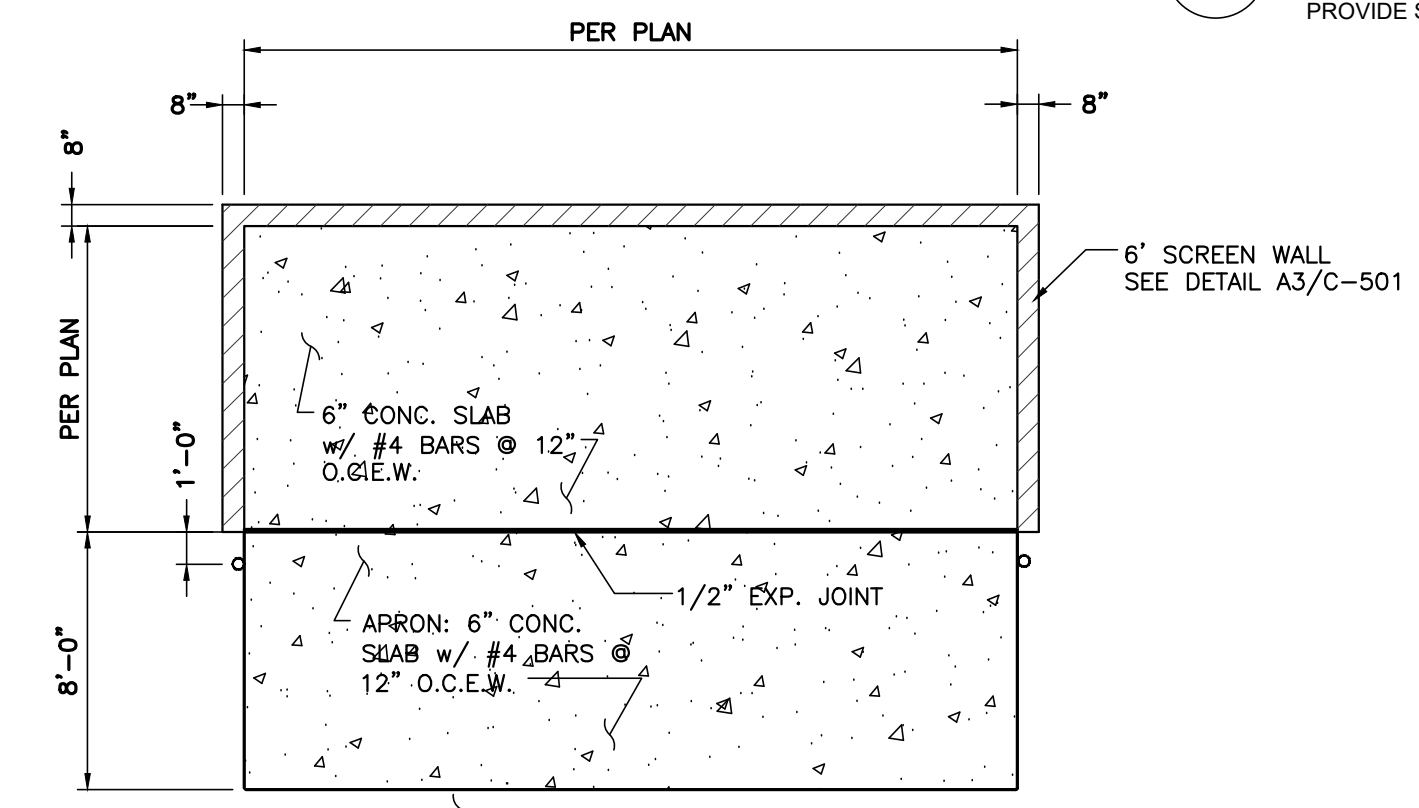 PROVIDE S
PER PLAN
8"
8"
8"
6' SCREEN WALL
SEE DETAIL A3/C-501
PER PLAN
1'-0"
6" CONC. SLAB
w/ #4 BARS @ 12"
O.C.E.W.
1/2" EXP. JOINT
APRON: 6" CONC.
SLAB w/ #4 BARS @
12" O.C.E.W.
8'-0"